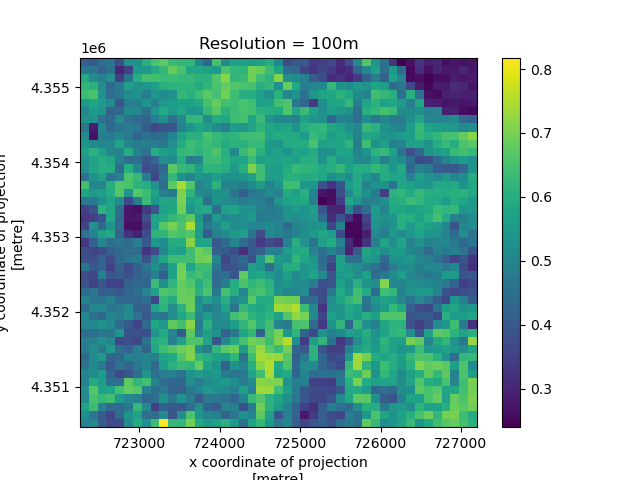 Resolution = 100m
1e6
4.355
4.354
4.353
4.352
4.351
y coordinate of projection
[metre]
723000 724000 725000 726000 727000
x coordinate of projection
[metre]
0.8
0.7
0.6
0.5
0.4
0.3